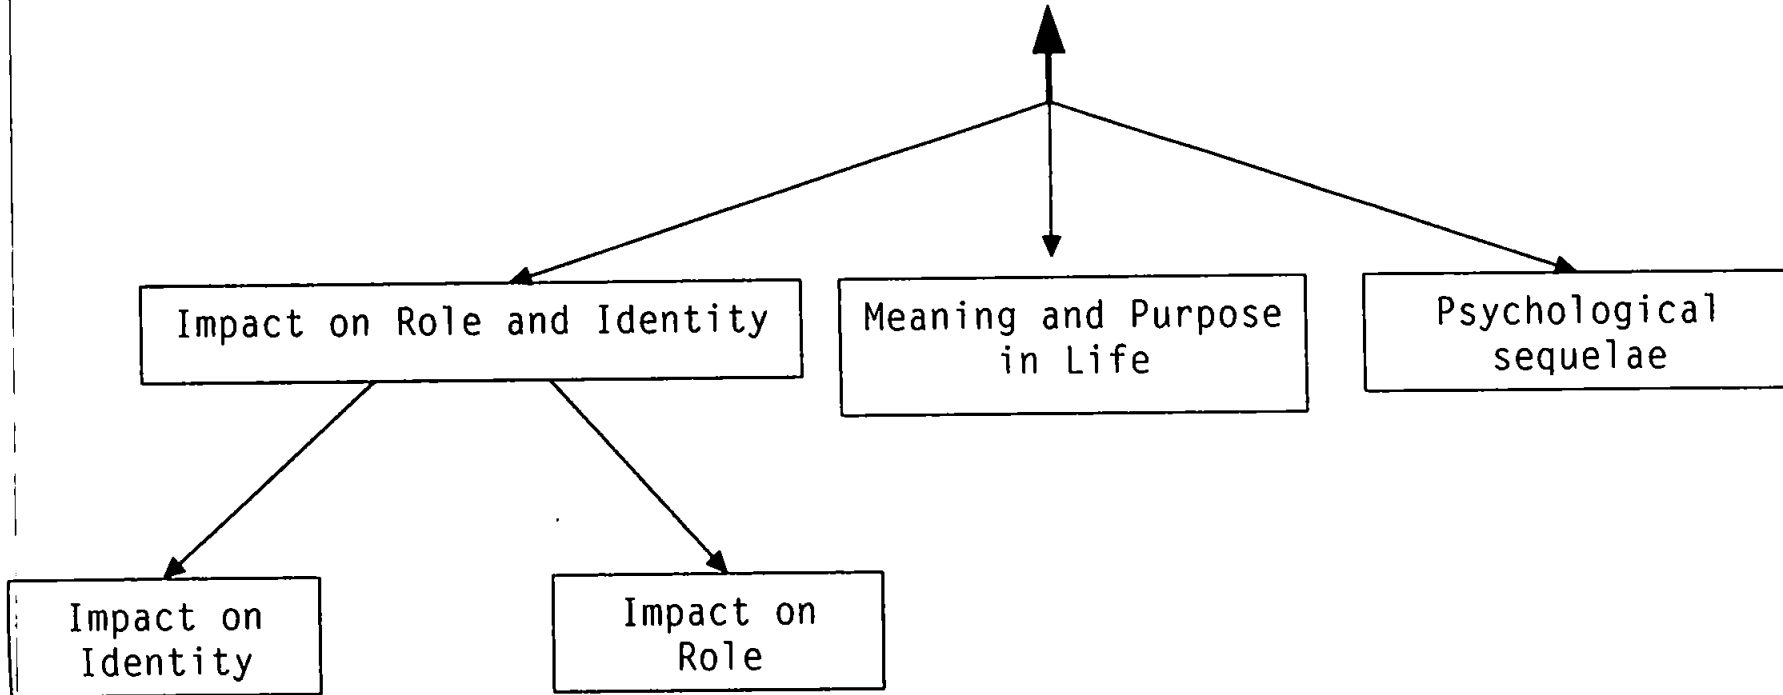 Impact on Role and Identity
Meaning and Purpose
in Life
Psychological
sequelae
Impact on
Identity
Impact on
Role